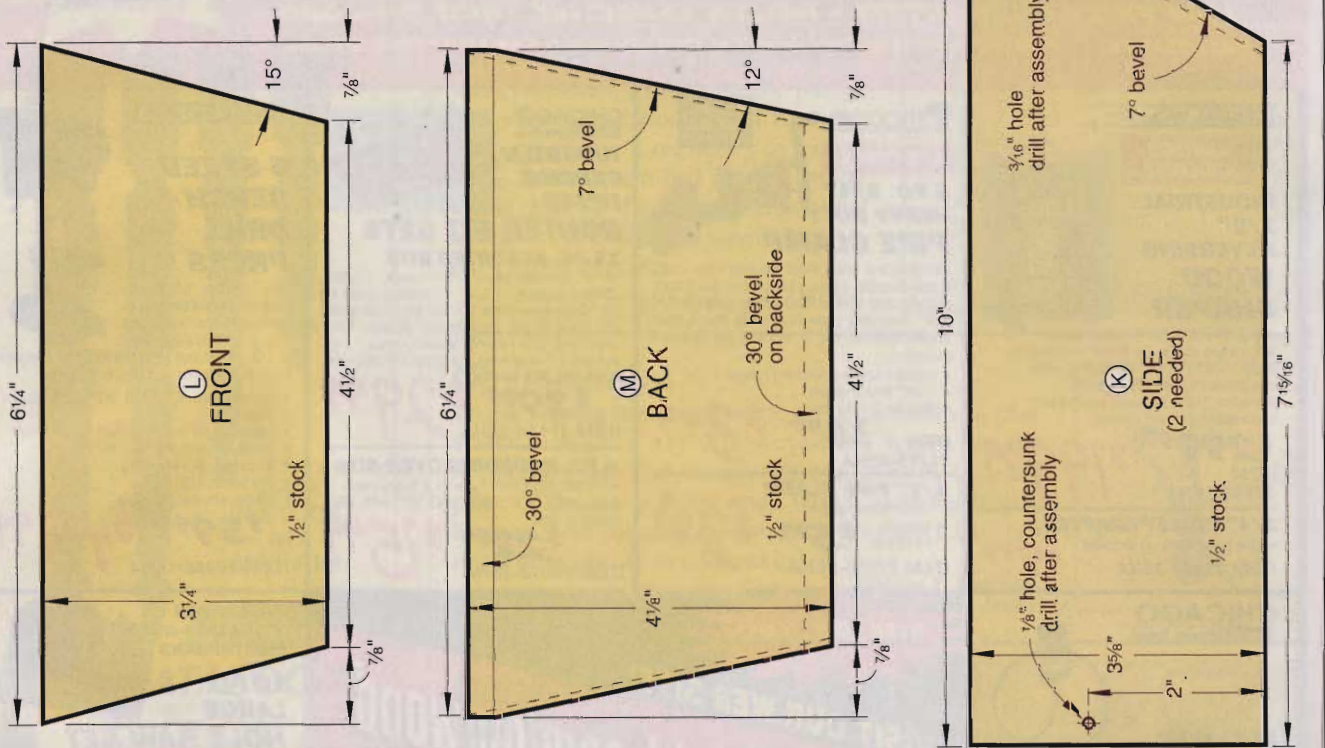 6¼"
15°
7/8"
3¼"
Ⓛ
FRONT
½" stock
4½"
7/8"
6¼"
12°
7/8"
7° bevel
30° bevel
Ⓜ
BACK
30° bevel
on backside
4⅛"
½" stock
4½"
7/8"
10"
3/16" hole
drill after assembly
7° bevel
Ⓚ
SIDE
(2 needed)
⅛" hole, countersunk
drill after assembly
3⅝"
2"
½" stock
7 15/16"